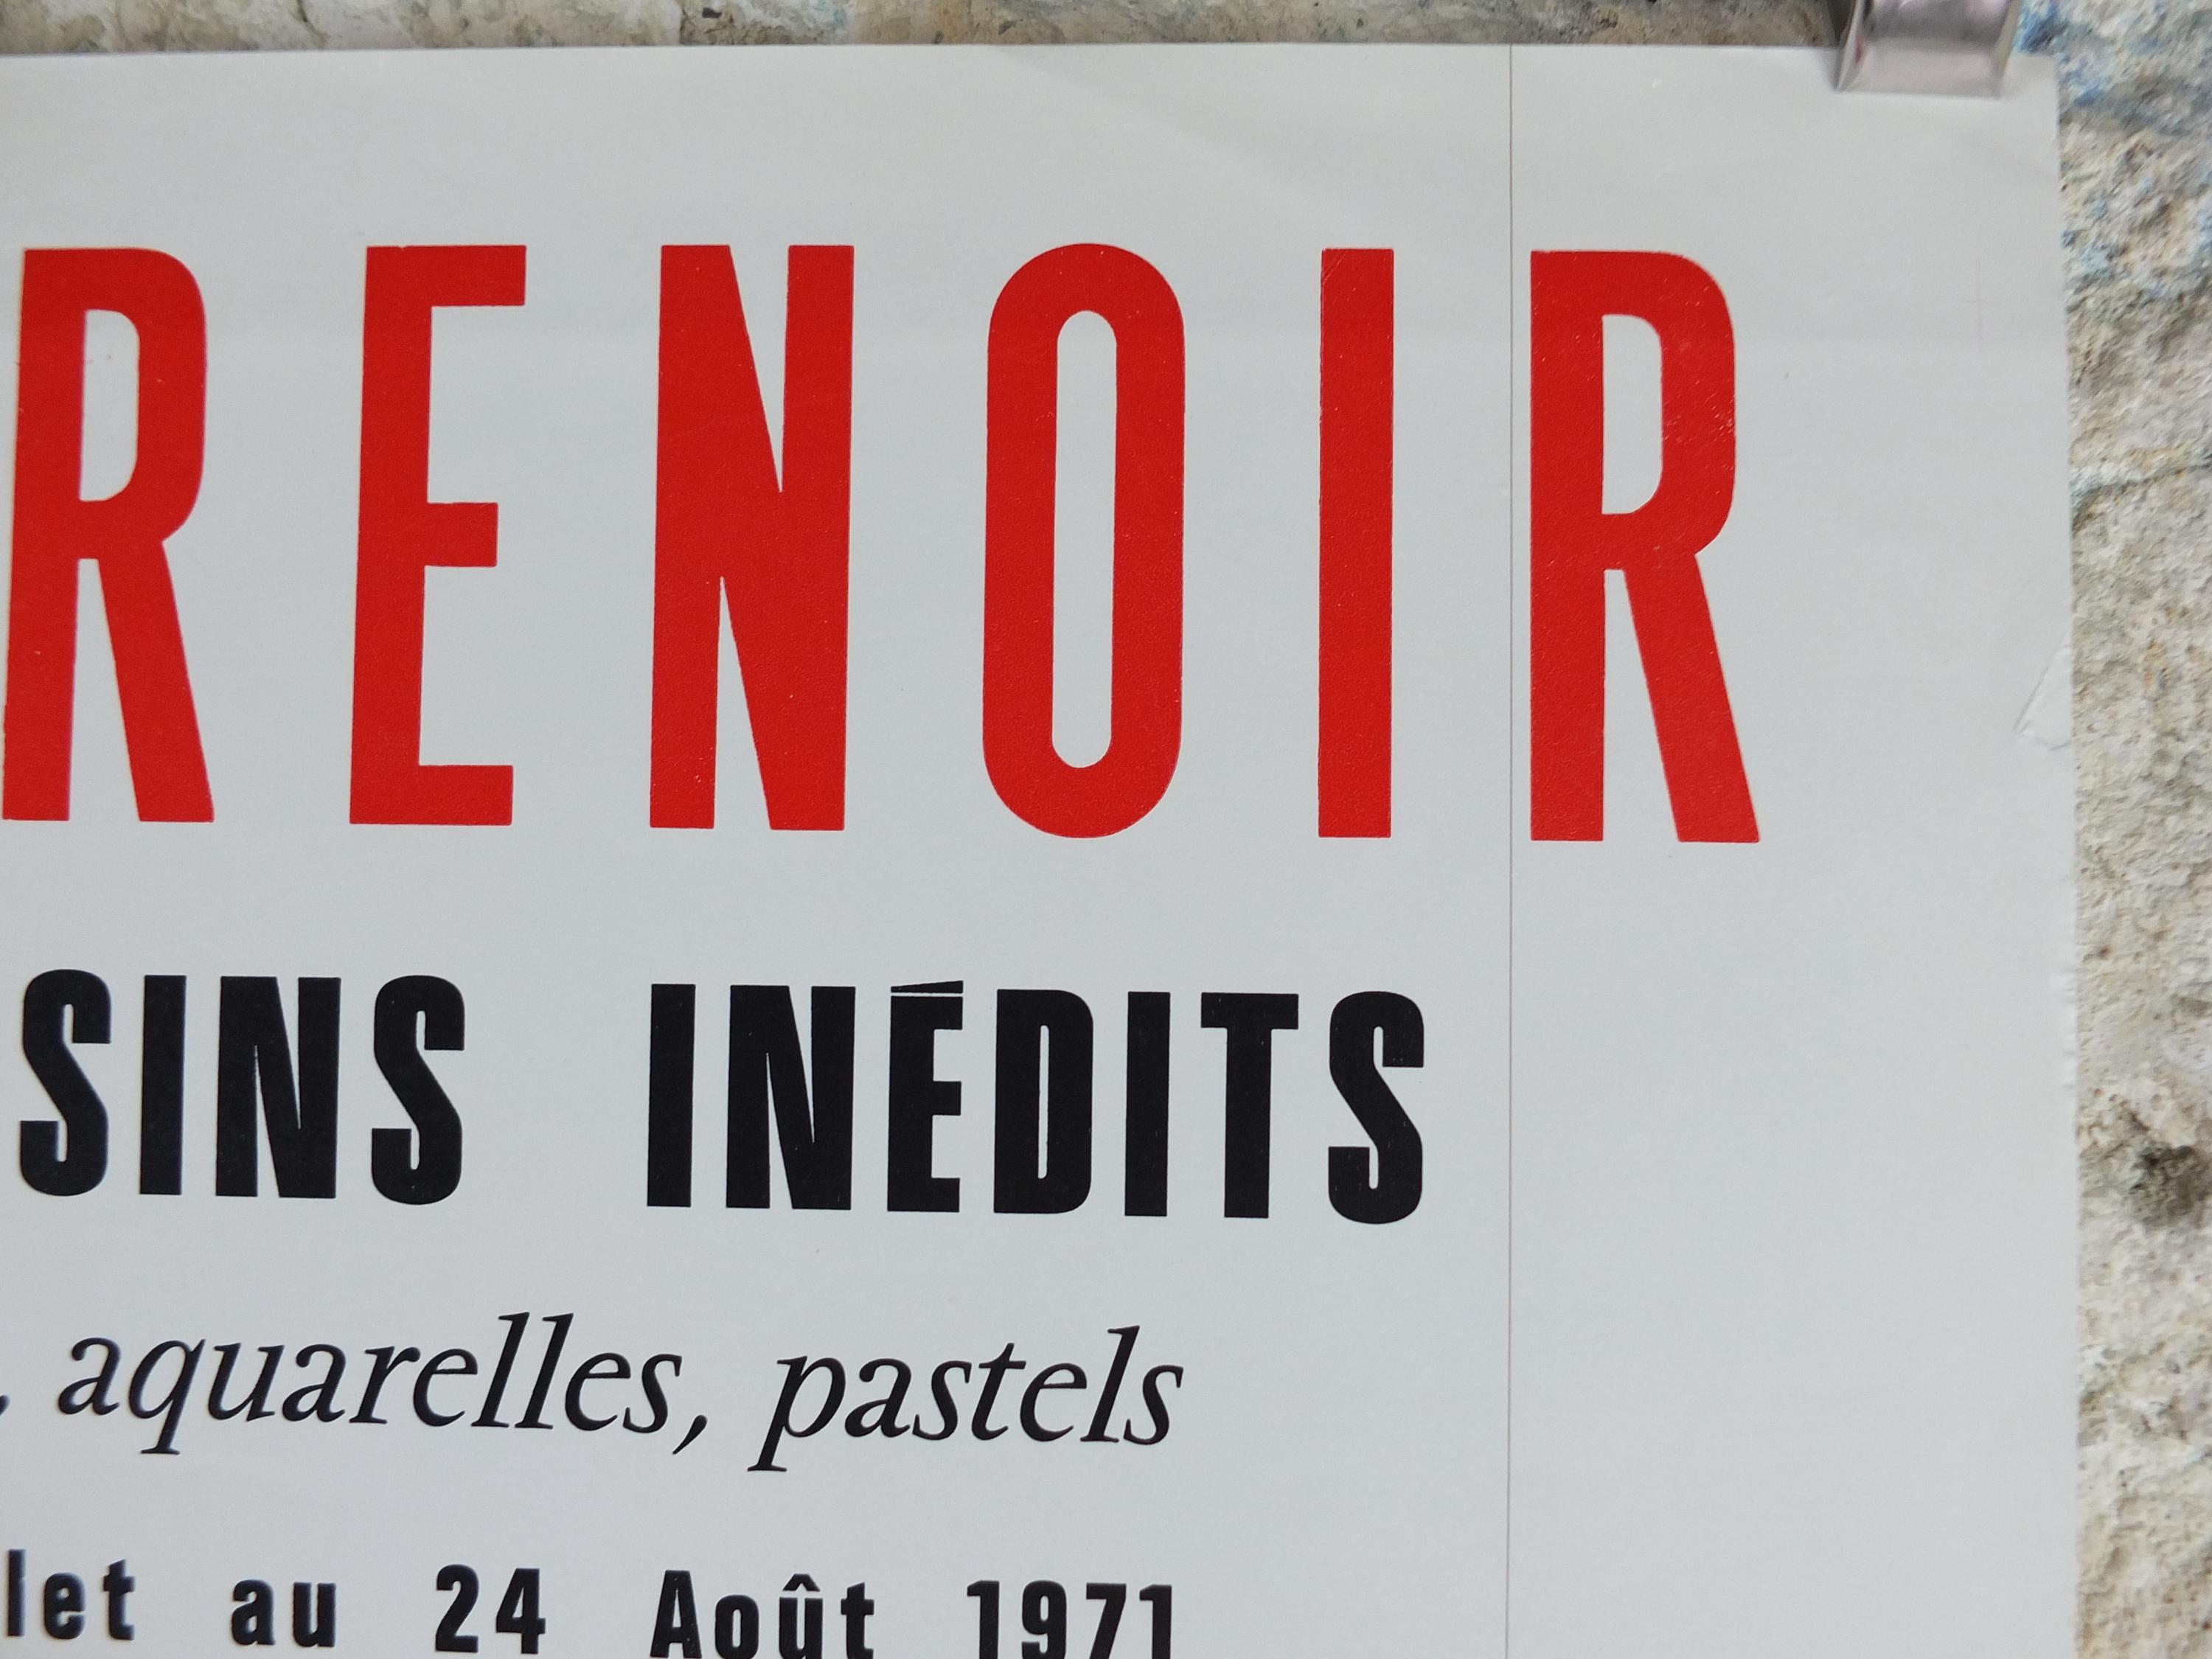 RENOIR
SINS INÉDITS
, aquarelles, pastels
let au 24 Août 1971